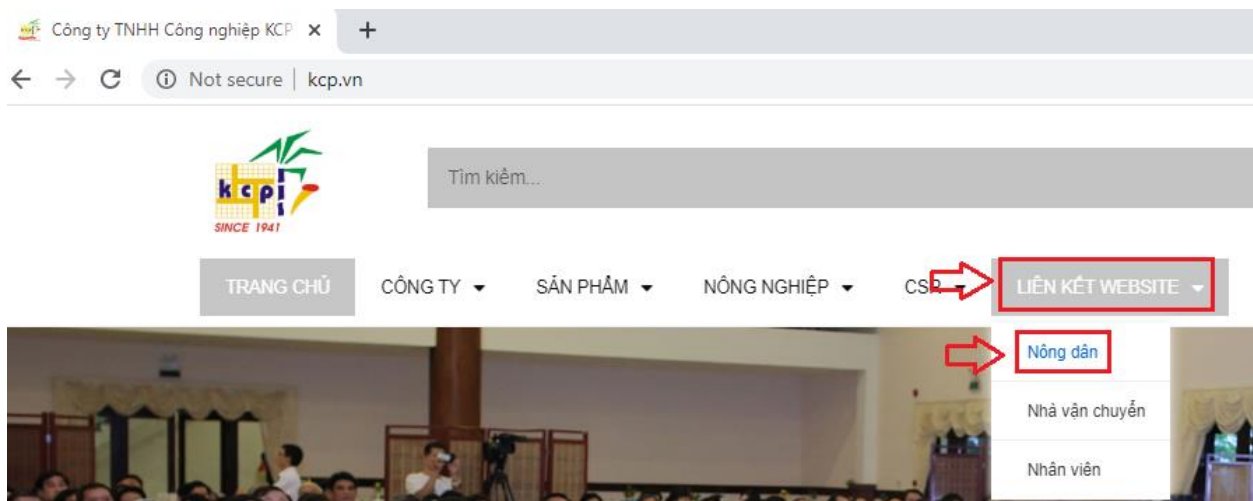 Công ty TNHH Công nghiệp KCP
Not secure | kcp.vn
kcpi
SINCE 1941
Tìm kiếm...
TRANG CHỦ CÔNG TY SẢN PHẨM NÔNG NGHIỆP CSR LIÊN KẾT WEBSITE
Nông dân
Nhà vận chuyển
Nhân viên